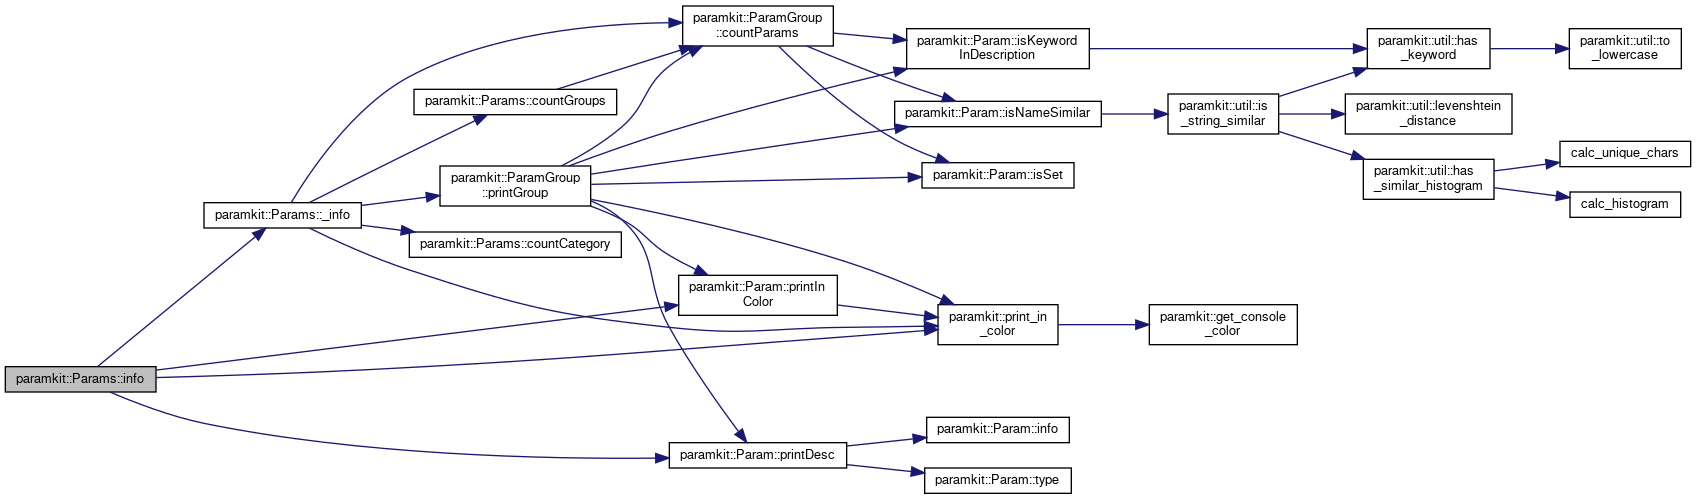 paramkit::ParamGroup
::countParams
paramkit::Param::isKeyword
InDescription
paramkit::util::has
_keyword
paramkit::util::to
_lowercase
paramkit::Params::countGroups
paramkit::Param::isNameSimilar
paramkit::util::is
_string_similar
paramkit::util::levenshtein
_distance
calc_unique_chars
paramkit::ParamGroup
::printGroup
paramkit::Param::isSet
paramkit::util::has
_similar_histogram
calc_histogram
paramkit::Params::_info
paramkit::Params::countCategory
paramkit::Param::printIn
Color
paramkit::print_in
_color
paramkit::get_console
_color
paramkit::Params::info
paramkit::Param::printDesc
paramkit::Param::info
paramkit::Param::type